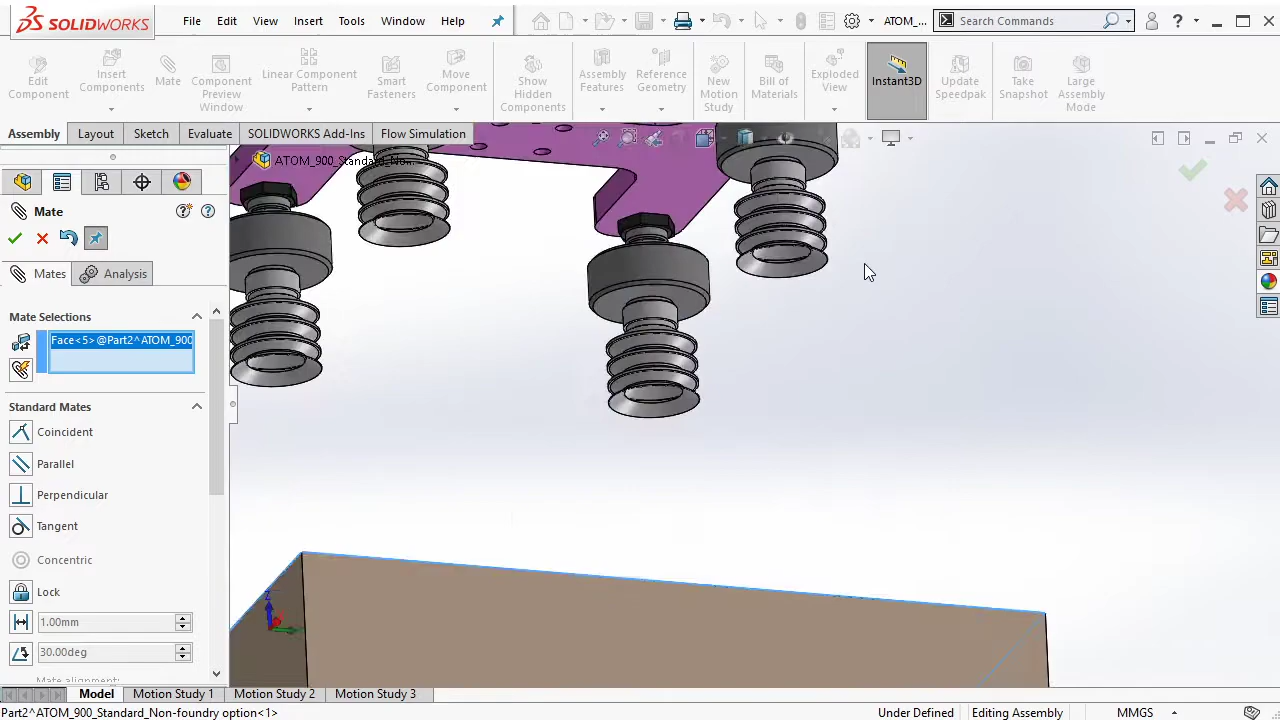 SOLIDWORKS File Edit View Insert Tools Window Help ATOM_... Search Commands
Edit Component Insert Components Mate Component Preview Window Linear Component Pattern Smart Fasteners Move Component Show Hidden Components Assembly Features Reference Geometry New Motion Study Bill of Materials Exploded View Instant3D Update Speedpak Take Snapshot Large Assembly Mode
Assembly Layout Sketch Evaluate SOLIDWORKS Add-Ins Flow Simulation
ATOM_900_Standard_No...
Mate
Mates Analysis
Mate Selections
Face<5>@Part2^ATOM_900
Standard Mates
Coincident
Parallel
Perpendicular
Tangent
Concentric
Lock
1.00mm
30.00deg
Mate alignment:
Z
Model Motion Study 1 Motion Study 2 Motion Study 3
Part2^ATOM_900_Standard_Non-foundry option<1> Under Defined Editing Assembly MMGS